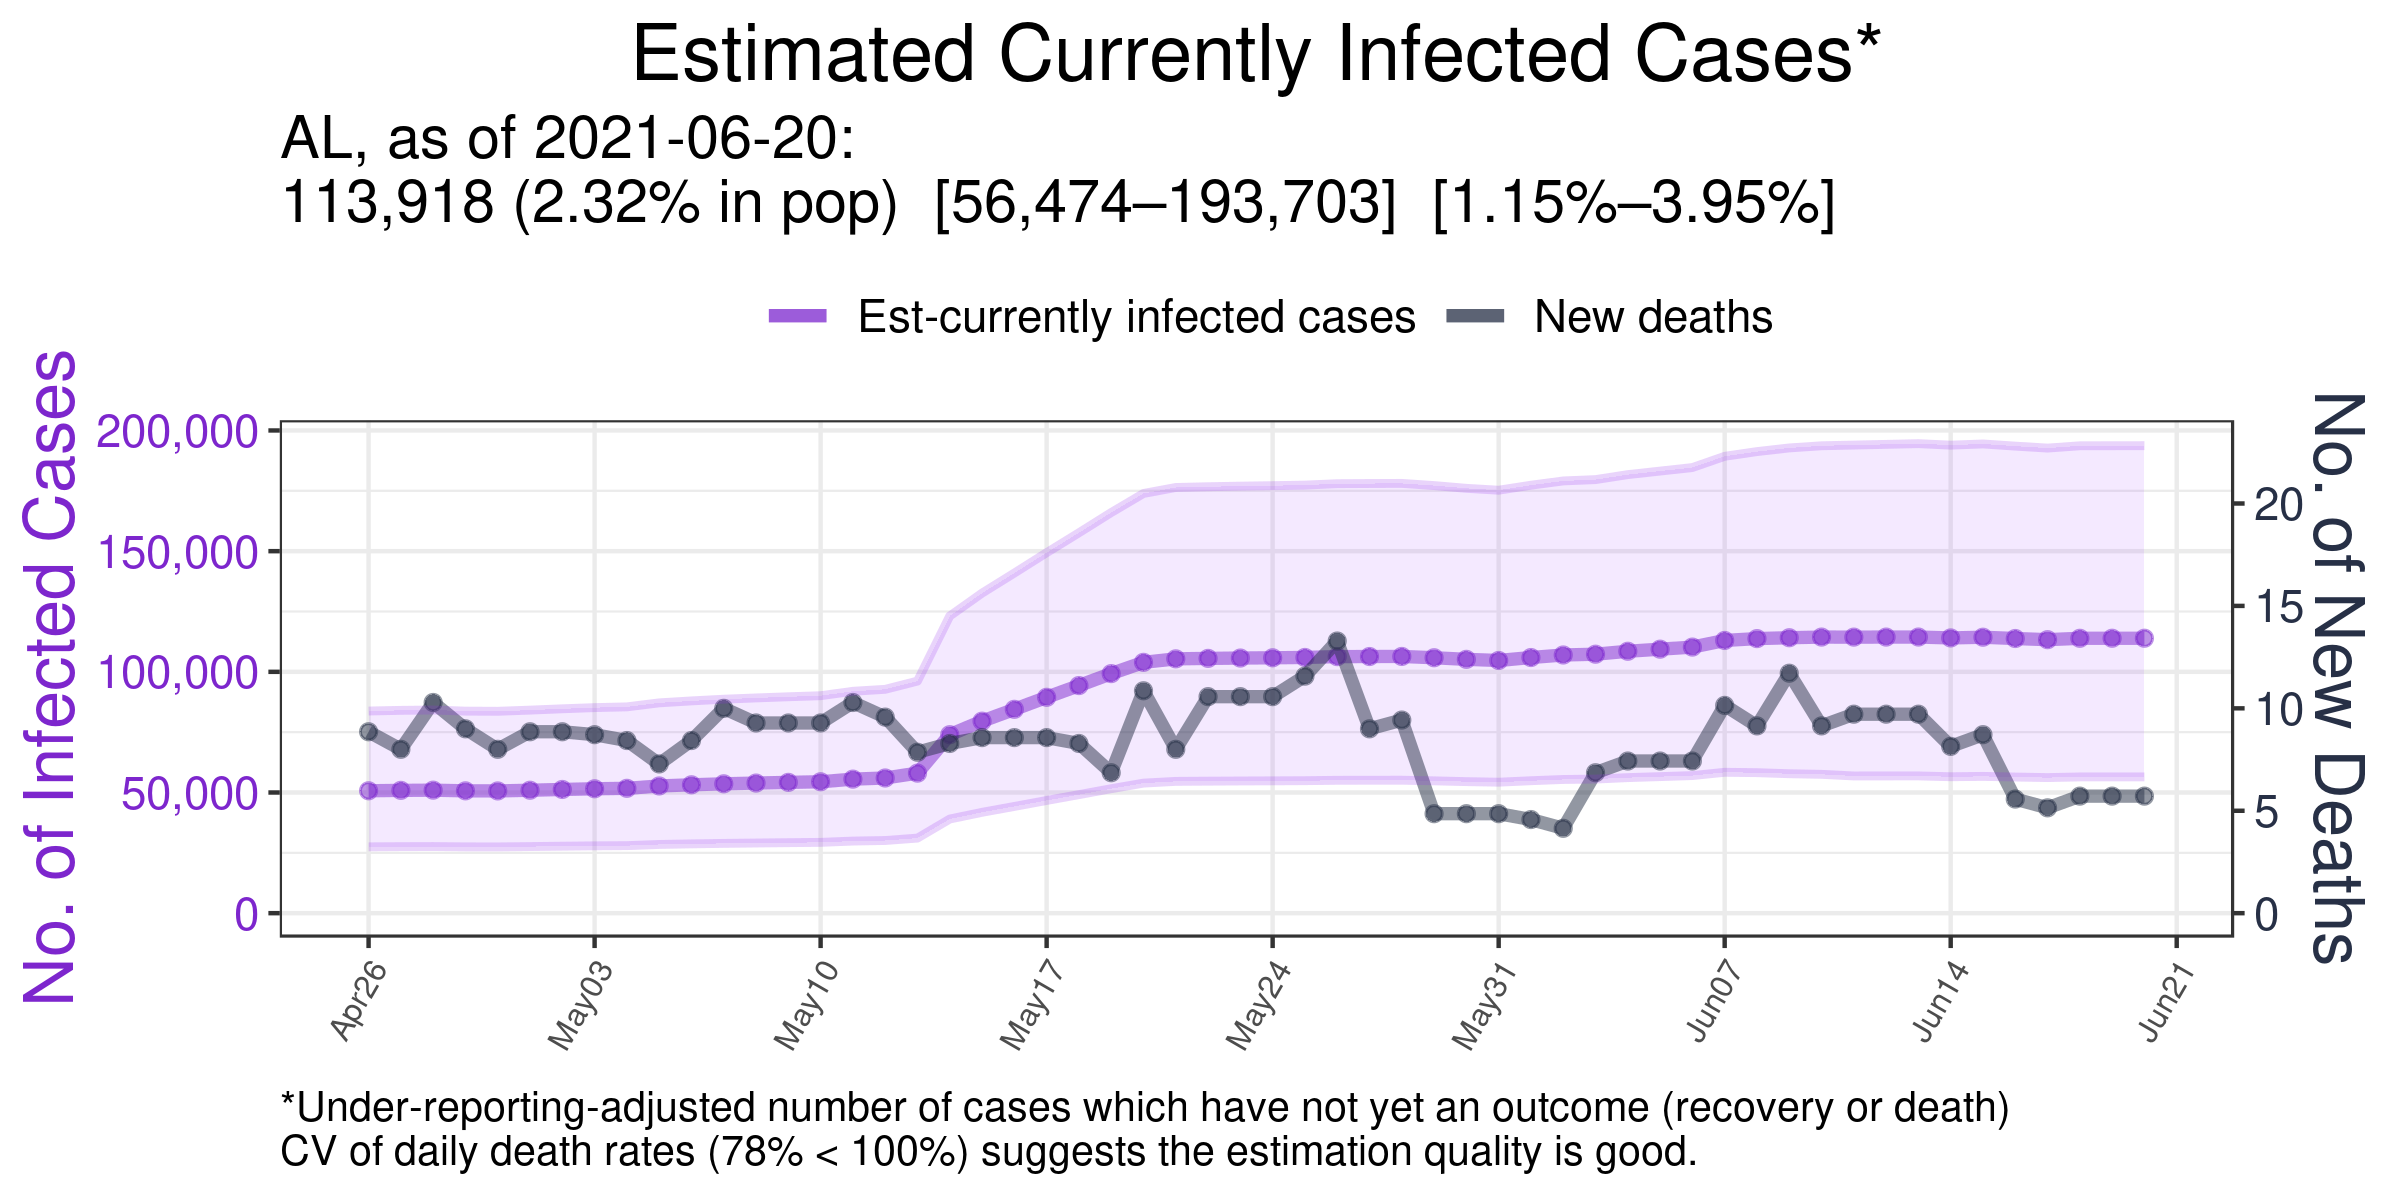 Estimated Currently Infected Cases*
AL, as of 2021-06-20:
113,918 (2.32% in pop) [56,474–193,703] [1.15%–3.95%]
Est-currently infected cases
New deaths
No. of Infected Cases
200,000
150,000
100,000
50,000
0
20
15
10
5
0
No. of New Deaths
Apr26
May03
May10
May17
May24
May31
Jun07
Jun14
Jun21
*Under-reporting-adjusted number of cases which have not yet an outcome (recovery or death)
CV of daily death rates (78% < 100%) suggests the estimation quality is good.